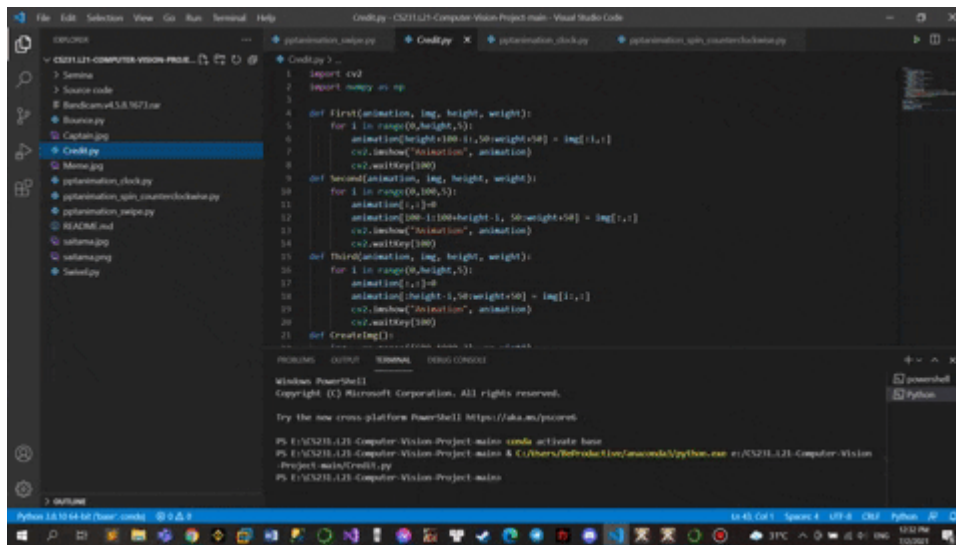 File Edit Selection View Go Run Terminal Help
Credit.py - CS231.L21-Computer-Vision-Project-main - Visual Studio Code
EXPLORER
pptanimation_swipe.py
Credit.py
pptanimation_clock.py
pptanimation_spin_counterclockwise.py
CS231.L21-COMPUTER-VISION-PROJE...
Semina
Source code
Bandicam.v4.5.8.1673.rar
Bounce.py
Captain.jpg
Credit.py
Meme.jpg
pptanimation_clock.py
pptanimation_spin_counterclockwise.py
pptanimation_swipe.py
README.md
saitama.jpg
saitama.png
Swivel.py
Credit.py > ...
1 import cv2
2 import numpy as np
3
4 def First(animation, img, height, weight):
5 for i in range(0,height,5):
6 animation[height+100-i:,50:weight+50] = img[:i,:]
7 cv2.imshow("Animation", animation)
8 cv2.waitKey(100)
9 def Second(animation, img, height, weight):
10 for i in range(0,100,5):
11 animation[:,:]=0
12 animation[100-i:100+height-i, 50:weight+50] = img[:,:]
13 cv2.imshow("Animation", animation)
14 cv2.waitKey(100)
15 def Third(animation, img, height, weight):
16 for i in range(0,height,5):
17 animation[:,:]=0
18 animation[:height-i,50:weight+50] = img[i:,:]
19 cv2.imshow("Animation", animation)
20 cv2.waitKey(100)
21 def CreateImg():
PROBLEMS OUTPUT TERMINAL DEBUG CONSOLE
Windows PowerShell
Copyright (C) Microsoft Corporation. All rights reserved.
Try the new cross-platform PowerShell https://aka.ms/pscore6
PS E:\CS231.L21-Computer-Vision-Project-main> conda activate base
PS E:\CS231.L21-Computer-Vision-Project-main> & C:/Users/BeProductive/anaconda3/python.exe e:/CS231.L21-Computer-Vision
-Project-main/Credit.py
PS E:\CS231.L21-Computer-Vision-Project-main>
powershell
Python
OUTLINE
Python 3.8.10 64-bit ('base': conda) 0 0
Ln 43, Col 1 Spaces: 4 UTF-8 CRLF Python
31°C ENG
12:32 PM
7/2/2021